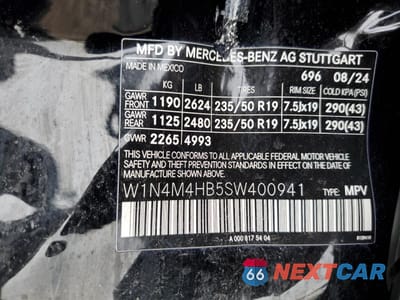 MFD BY MERCEDES-BENZ AG STUTTGART
MADE IN MEXICO 696 08/24
KG LB TIRES RIM SIZE COLD KPA(PSI)
GAWR FRONT 1190 2624 235/50 R19 7.5Jx19 290(43)
GAWR REAR 1125 2480 235/50 R19 7.5Jx19 290(43)
GVWR 2265 4993
THIS VEHICLE CONFORMS TO ALL APPLICABLE
FEDERAL MOTOR VEHICLE
SAFETY BUMPER AND THEFT PREVENTION
STANDARDS IN EFFECT ON THE DATE OF
MANUFACTURE SHOWN ABOVE.
W1N4M4HB5SW400941 TYPE: MPV
A 000 817 54 04
66 NEXTCAR